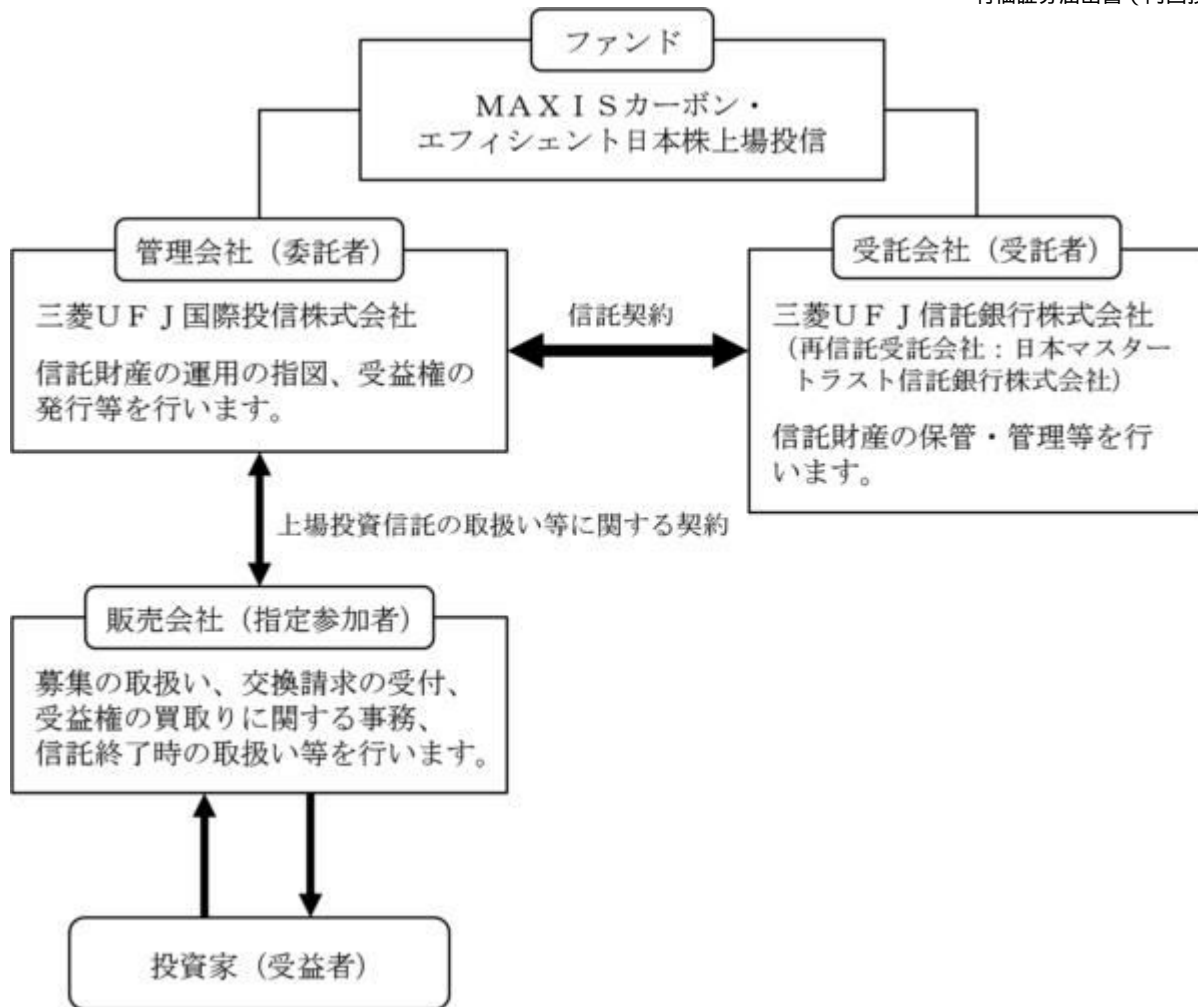 ファンド
ＭＡＸＩＳカーボン・
エフィシェント日本株上場投信
管理会社（委託者）
三菱ＵＦＪ国際投信株式会社
信託財産の運用の指図、受益権の
発行等を行います。
信託契約
受託会社（受託者）
三菱ＵＦＪ信託銀行株式会社
（再信託受託会社：日本マスター
トラスト信託銀行株式会社）
信託財産の保管・管理等を行
います。
上場投資信託の取扱い等に関する契約
販売会社（指定参加者）
募集の取扱い、交換請求の受付、
受益権の買取りに関する事務、
信託終了時の取扱い等を行います。
投資家（受益者）